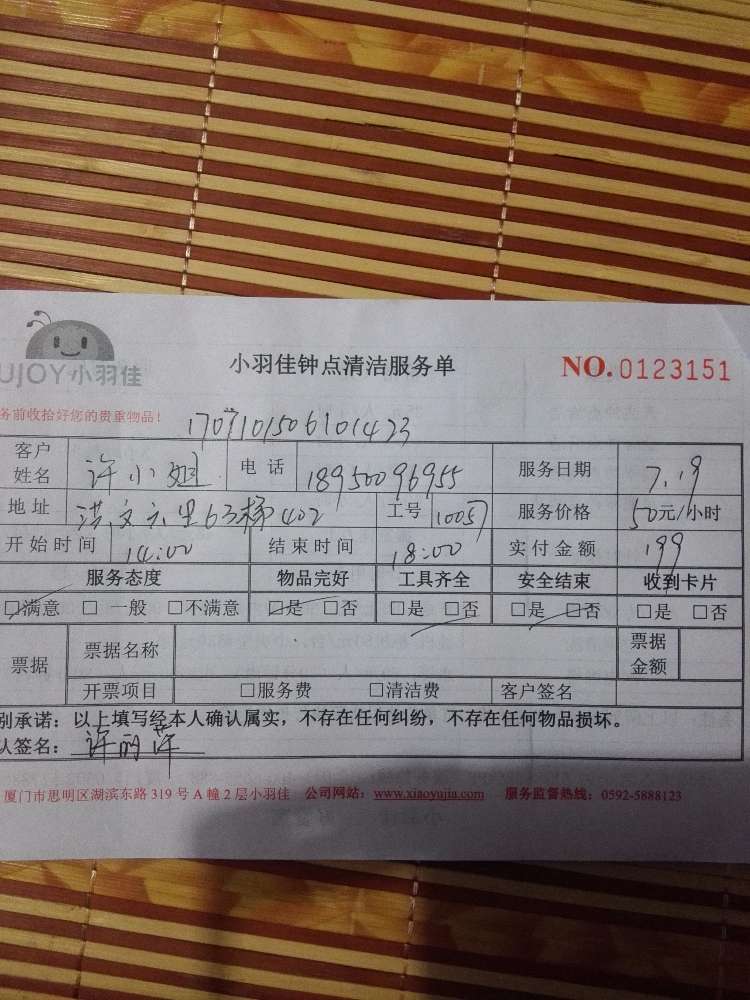 UJOY小羽佳
小羽佳钟点清洁服务单
NO.0123151
务前收拾好您的贵重物品!
客户姓名 许小姐 电话 18950096955 服务日期 7.19
地址 洪文六里63梯402 工号 10057 服务价格 50元/小时
开始时间 14:00 结束时间 18:00 实付金额 199
服务态度 物品完好 工具齐全 安全结束 收到卡片
□满意 □一般 □不满意 □是 □否 □是 □否 □是 □否 □是 □否
票据 票据名称 票据金额
开票项目 □服务费 □清洁费 客户签名
别承诺：以上填写经本人确认属实，不存在任何纠纷，不存在任何物品损坏。
认签名：许丽萍
厦门市思明区湖滨东路 319 号 A 幢 2 层小羽佳 公司网站：www.xiaoyujia.com 服务监督热线：0592-5888123